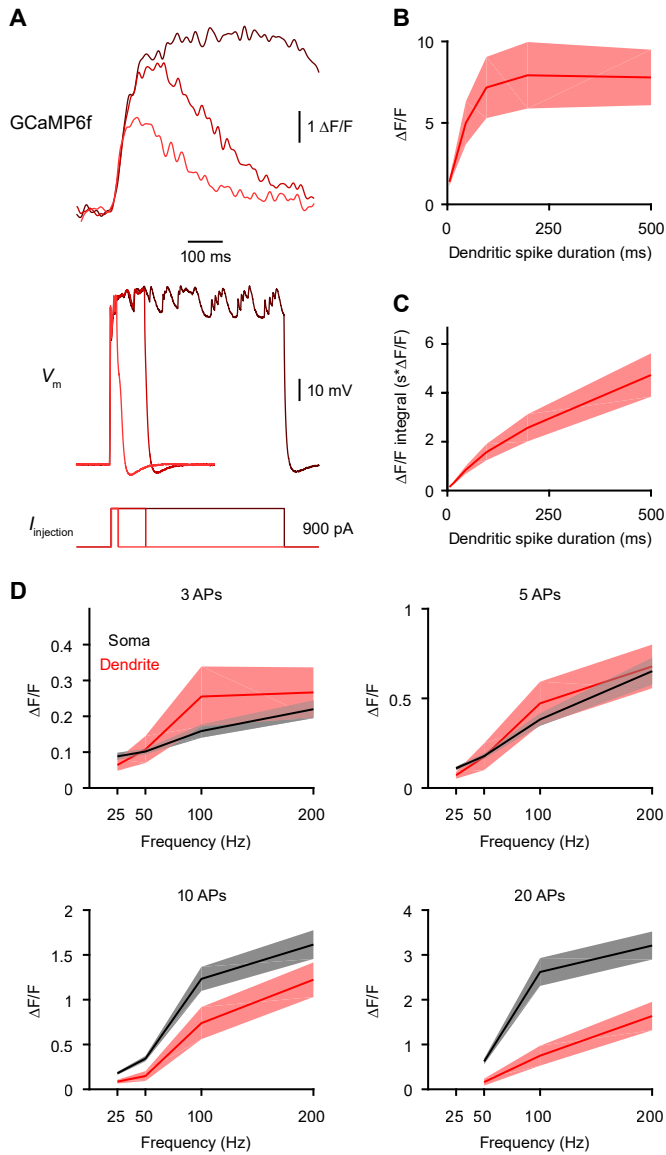 A
GCaMP6f
1 ΔF/F
100 ms
Vm
10 mV
Iinjection
900 pA
B
ΔF/F
10
5
0
0
250
500
Dendritic spike duration (ms)
C
ΔF/F integral (s*ΔF/F)
6
4
2
0
0
250
500
Dendritic spike duration (ms)
D
3 APs
Soma
Dendrite
ΔF/F
0.4
0.3
0.2
0.1
0
25 50 100 200
Frequency (Hz)
5 APs
ΔF/F
1
0.5
0
25 50 100 200
Frequency (Hz)
10 APs
ΔF/F
2
1.5
1
0.5
0
25 50 100 200
Frequency (Hz)
20 APs
ΔF/F
4
3
2
1
0
25 50 100 200
Frequency (Hz)